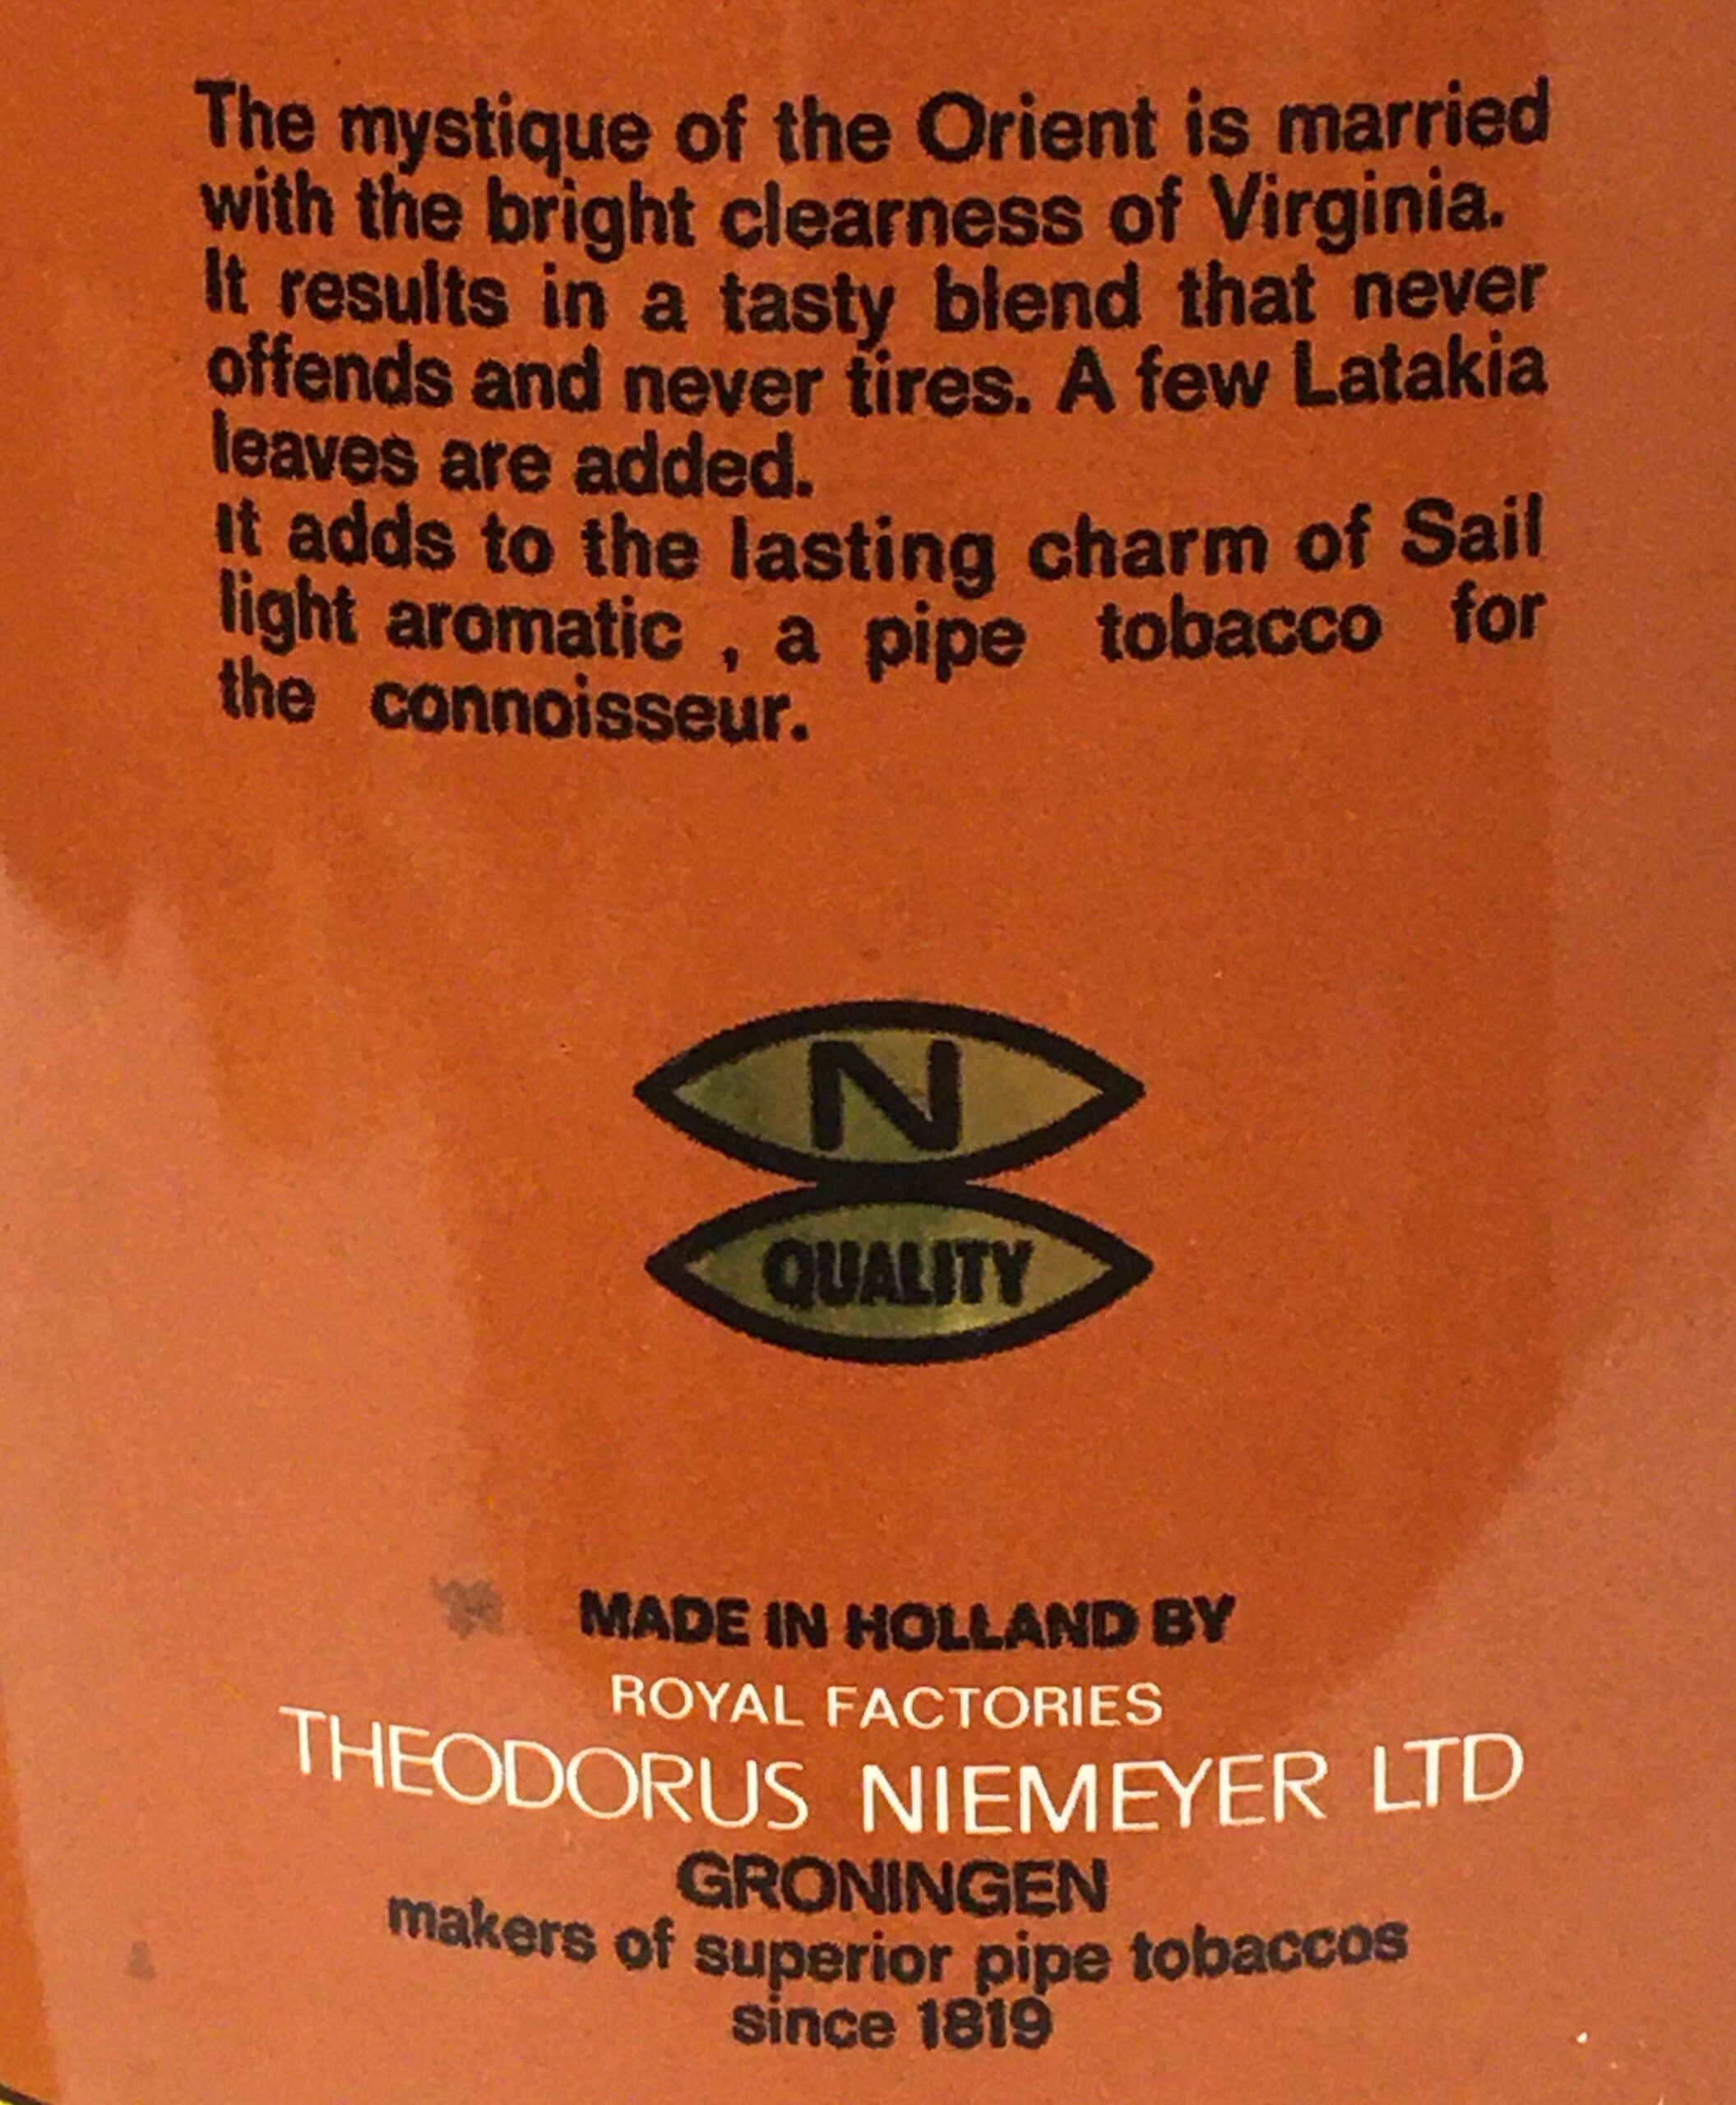 The mystique of the Orient is married
with the bright clearness of Virginia.
It results in a tasty blend that never
offends and never tires. A few Latakia
leaves are added.
It adds to the lasting charm of Sail
light aromatic , a pipe tobacco for
the connoisseur.
N
QUALITY
MADE IN HOLLAND BY
ROYAL FACTORIES
THEODORUS NIEMEYER LTD
GRONINGEN
makers of superior pipe tobaccos
since 1819